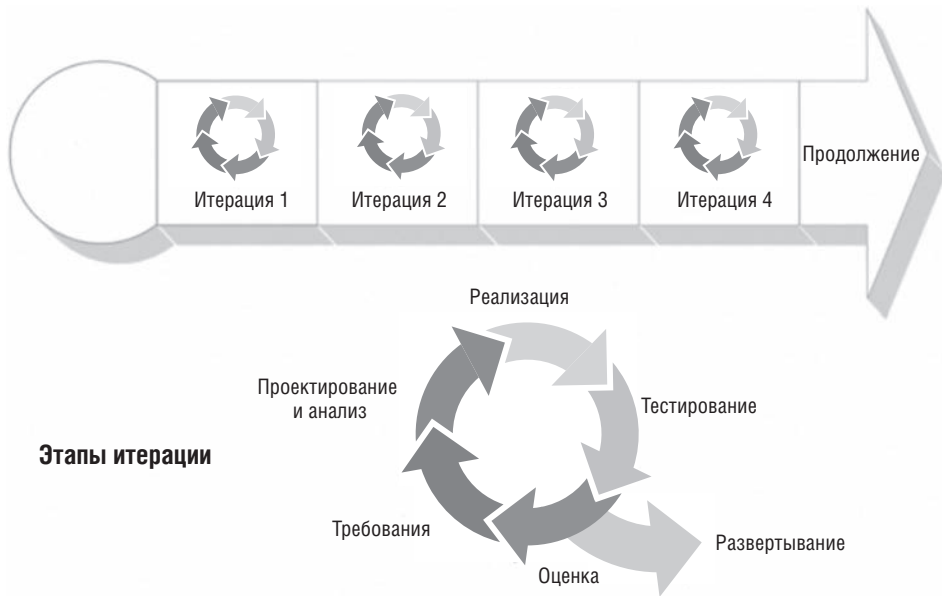 Итерация 1
Итерация 2
Итерация 3
Итерация 4
Продолжение
Реализация
Проектирование
и анализ
Тестирование
Этапы итерации
Требования
Развертывание
Оценка